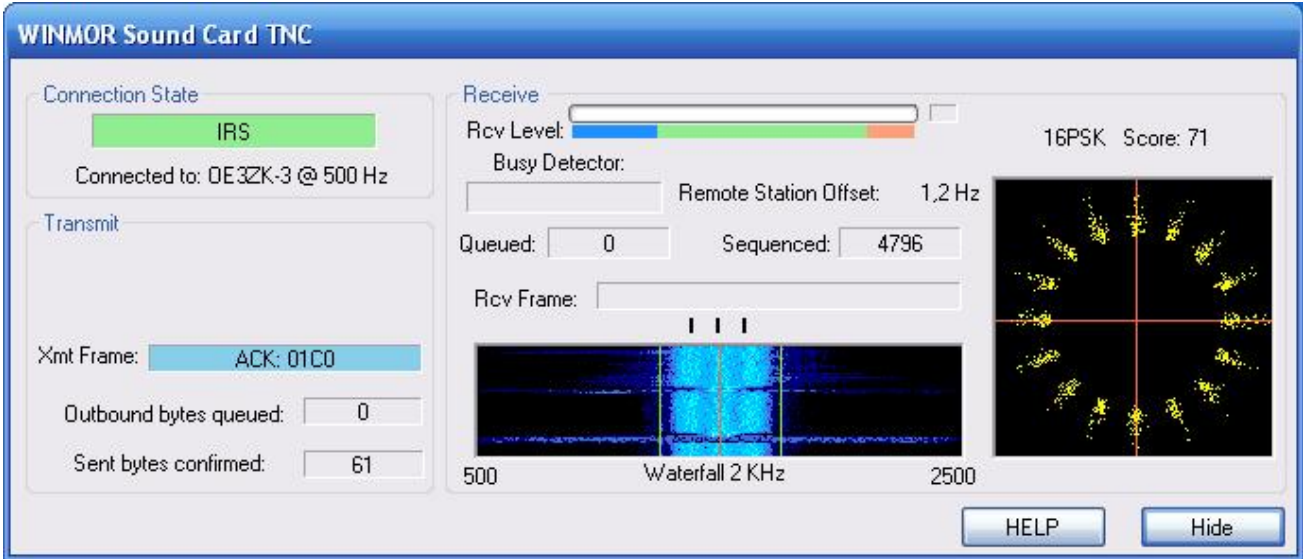 WINMOR Sound Card TNC
Connection State
IRS
Connected to: OE3ZK-3 @ 500 Hz
Transmit
Xmt Frame: ACK: 01C0
Outbound bytes queued: 0
Sent bytes confirmed: 61
Receive
Rcv Level:
Busy Detector:
Remote Station Offset: 1,2 Hz
Queued: 0 Sequenced: 4796
Rcv Frame:
500 Waterfall 2 KHz 2500
16PSK Score: 71
HELP Hide